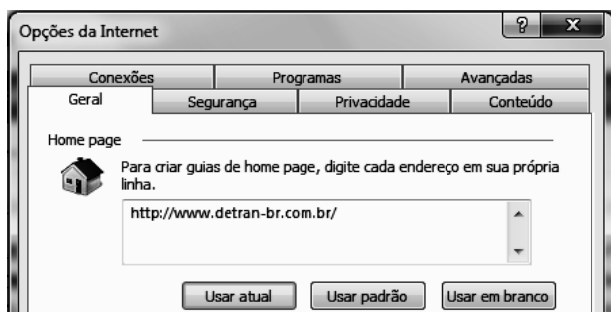 Opções da Internet
Conexões Programas Avançadas
Geral Segurança Privacidade Conteúdo
Home page
Para criar guias de home page, digite cada endereço em sua própria
linha.
http://www.detran-br.com.br/
Usar atual Usar padrão Usar em branco